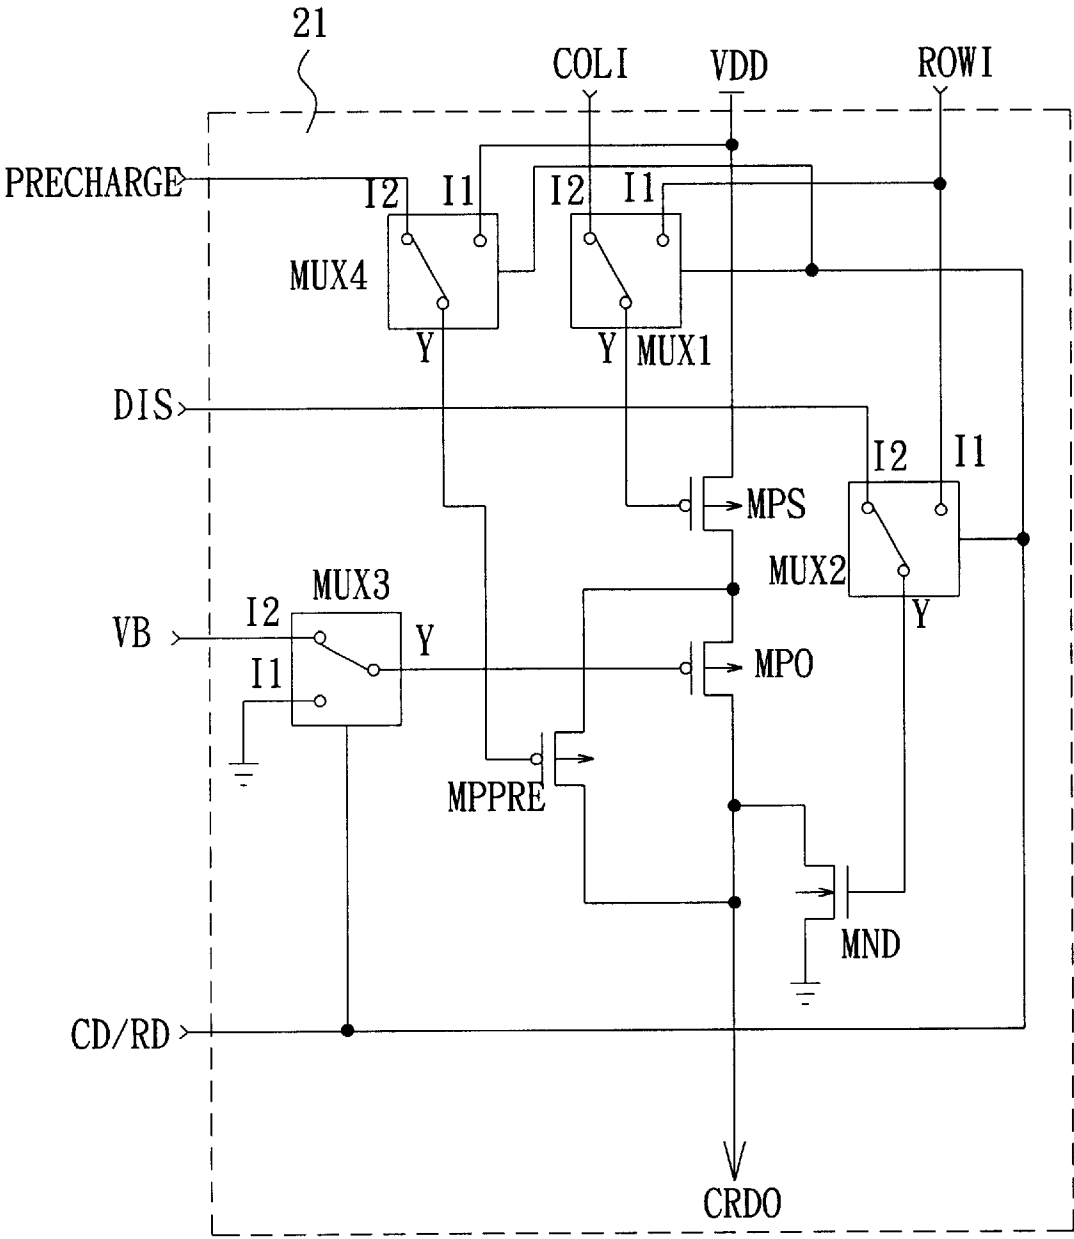 21
COLI
VDD
ROWI
PRECHARGE
I2
I1
I2
I1
MUX4
Y
Y
MUX1
DIS
I2
I1
MPS
MUX2
Y
MUX3
I2
VB
Y
I1
MPO
MPPRE
MND
CD/RD
CRDO